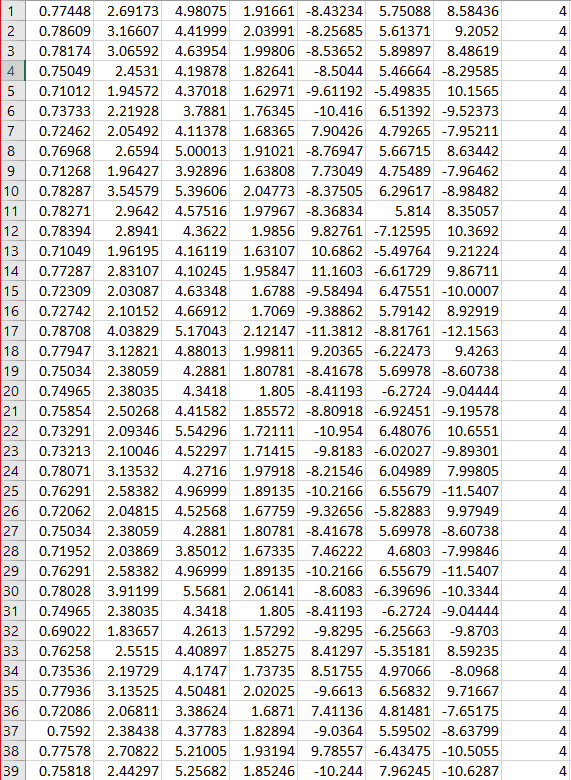 1 0.77448 2.69173 4.98075 1.91661 -8.43234 5.75088 8.58436 4
2 0.78609 3.16607 4.41999 2.03991 -8.25685 5.61371 9.2052 4
3 0.78174 3.06592 4.63954 1.99806 -8.53652 5.89897 8.48619 4
4 0.75049 2.4531 4.19878 1.82641 -8.5044 5.46664 -8.29585 4
5 0.71012 1.94572 4.37018 1.62971 -9.61192 -5.49835 10.1565 4
6 0.73733 2.21928 3.7881 1.76345 -10.416 6.51392 -9.52373 4
7 0.72462 2.05492 4.11378 1.68365 7.90426 4.79265 -7.95211 4
8 0.76968 2.6594 5.00013 1.91021 -8.76947 5.66715 8.63442 4
9 0.71268 1.96427 3.92896 1.63808 7.73049 4.75489 -7.96462 4
10 0.78287 3.54579 5.39606 2.04773 -8.37505 6.29617 -8.98482 4
11 0.78271 2.9642 4.57516 1.97967 -8.36834 5.814 8.35057 4
12 0.78394 2.8941 4.3622 1.9856 9.82761 -7.12595 10.3692 4
13 0.71049 1.96195 4.16119 1.63107 10.6862 -5.49764 9.21224 4
14 0.77287 2.83107 4.10245 1.95847 11.1603 -6.61729 9.86711 4
15 0.72309 2.03087 4.63348 1.6788 -9.58494 6.47551 -10.0007 4
16 0.72742 2.10152 4.66912 1.7069 -9.38862 5.79142 8.92919 4
17 0.78708 4.03829 5.17043 2.12147 -11.3812 -8.81761 -12.1563 4
18 0.77947 3.12821 4.88013 1.99811 9.20365 -6.22473 9.4263 4
19 0.75034 2.38059 4.2881 1.80781 -8.41678 5.69978 -8.60738 4
20 0.74965 2.38035 4.3418 1.805 -8.41193 -6.2724 -9.04444 4
21 0.75854 2.50268 4.41582 1.85572 -8.80918 -6.92451 -9.19578 4
22 0.73291 2.09346 5.54296 1.72111 -10.954 6.48076 10.6551 4
23 0.73213 2.10046 4.52297 1.71415 -9.8183 -6.02027 -9.89301 4
24 0.78071 3.13532 4.2716 1.97918 -8.21546 6.04989 7.99805 4
25 0.76291 2.58382 4.96999 1.89135 -10.2166 6.55679 -11.5407 4
26 0.72062 2.04815 4.52568 1.67759 -9.32656 -5.82883 9.97949 4
27 0.75034 2.38059 4.2881 1.80781 -8.41678 5.69978 -8.60738 4
28 0.71952 2.03869 3.85012 1.67335 7.46222 4.6803 -7.99846 4
29 0.76291 2.58382 4.96999 1.89135 -10.2166 6.55679 -11.5407 4
30 0.78028 3.91199 5.5681 2.06141 -8.6083 -6.39696 -10.3344 4
31 0.74965 2.38035 4.3418 1.805 -8.41193 -6.2724 -9.04444 4
32 0.69022 1.83657 4.2613 1.57292 -9.8295 -6.25663 -9.8703 4
33 0.76258 2.5515 4.40897 1.85275 8.41297 -5.35181 8.59235 4
34 0.73536 2.19729 4.1747 1.73735 8.51755 4.97066 -8.0968 4
35 0.77936 3.13525 4.50481 2.02025 -9.6613 6.56832 9.71667 4
36 0.72086 2.06811 3.38624 1.6871 7.41136 4.81481 -7.65175 4
37 0.7592 2.38438 4.37783 1.82894 -9.0364 5.59502 -8.63799 4
38 0.77578 2.70822 5.21005 1.93194 9.78557 -6.43475 -10.5055 4
39 0.75818 2.44297 5.25682 1.85246 -10.244 7.96245 -10.6287 4